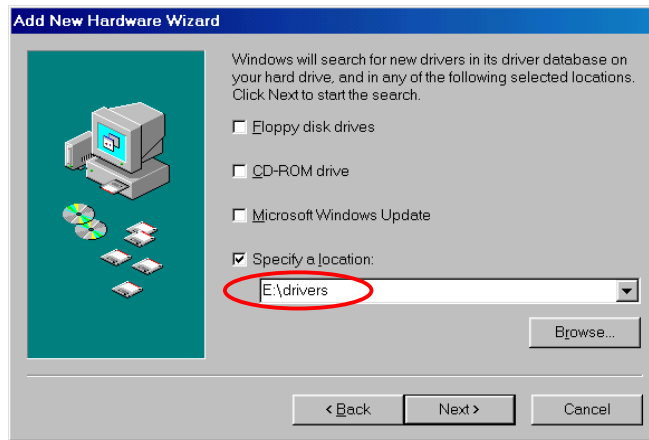 Add New Hardware Wizard
Windows will search for new drivers in its driver database on
your hard drive, and in any of the following selected locations.
Click Next to start the search.
Floppy disk drives
CD-ROM drive
Microsoft Windows Update
Specify a location:
E:\drivers
Browse...
< Back
Next >
Cancel